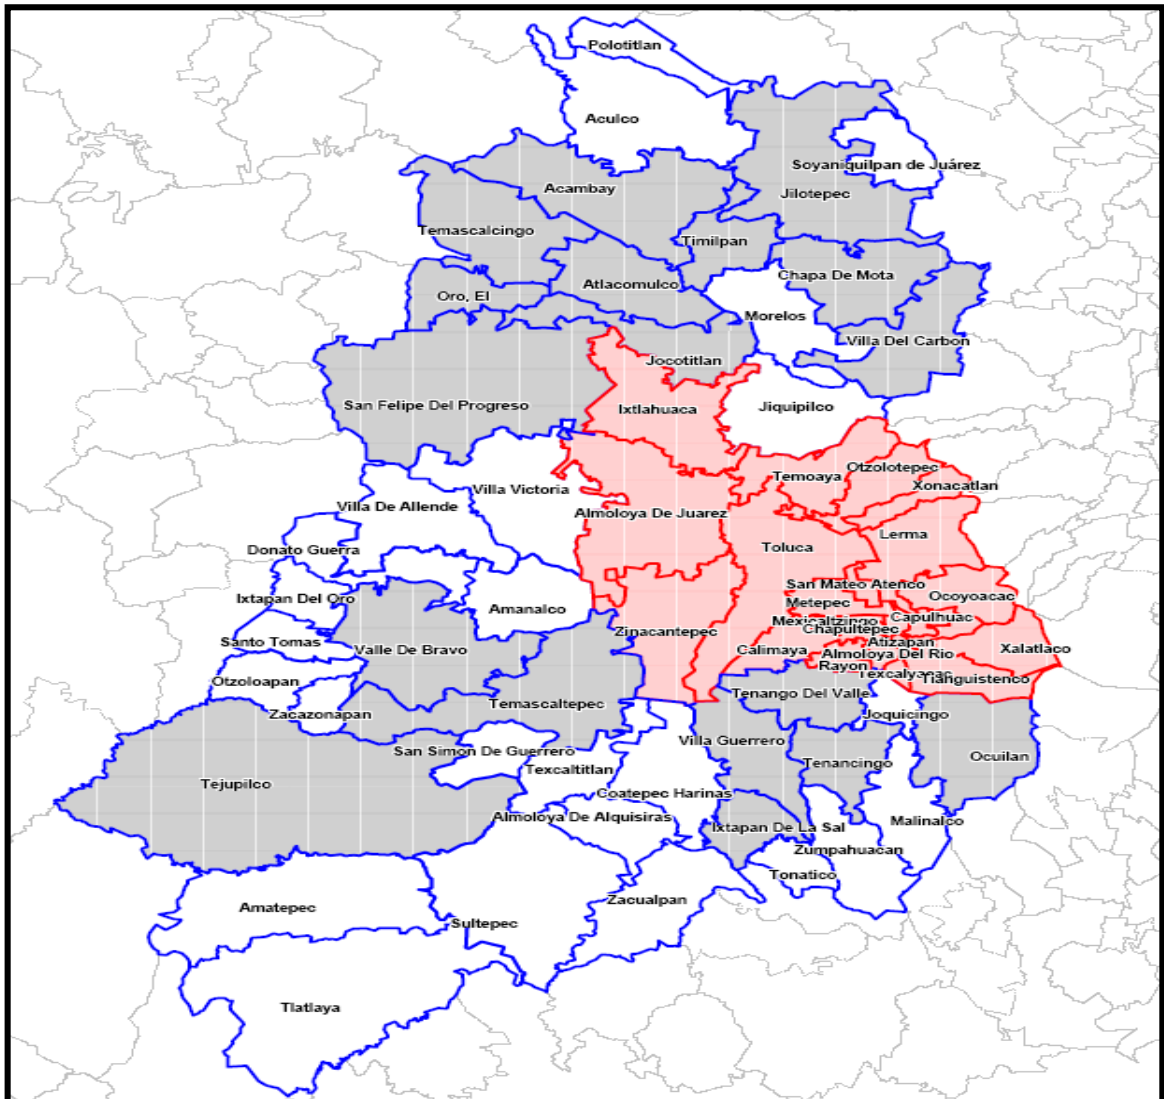 Polotitlan
Aculco
Soyaniquilpan de Juárez
Acambay
Jilotepec
Temascalcingo
Timilpan
Chapa De Mota
Atlacomulco
Oro, El
Morelos
Villa Del Carbon
Jocotitlan
San Felipe Del Progreso
Ixtlahuaca
Jiquipilco
Otzolotepec
Temoaya
Xonacatlan
Villa Victoria
Villa De Allende
Almoloya De Juarez
Lerma
Toluca
Donato Guerra
San Mateo Atenco
Ocoyoacac
Ixtapan Del Oro
Metepec
Amanalco
Capulhuac
Mexicaltzingo
Chapultepec
Zinacantepec
Santo Tomas
Atizapan
Valle De Bravo
Calimaya
Xalatlaco
Almoloya Del Rio
Rayon
Texcalyacac
Tianguistenco
Otzoloapan
Tenango Del Valle
Temascaltepec
Zacazonapan
Joquicingo
Villa Guerrero
San Simon De Guerrero
Ocuilan
Tenancingo
Texcaltitlan
Tejupilco
Coatepec Harinas
Almoloya De Alquisiras
Malinalco
Ixtapan De La Sal
Zumpahuacan
Tonatico
Zacualpan
Amatepec
Sultepec
Tlatlaya